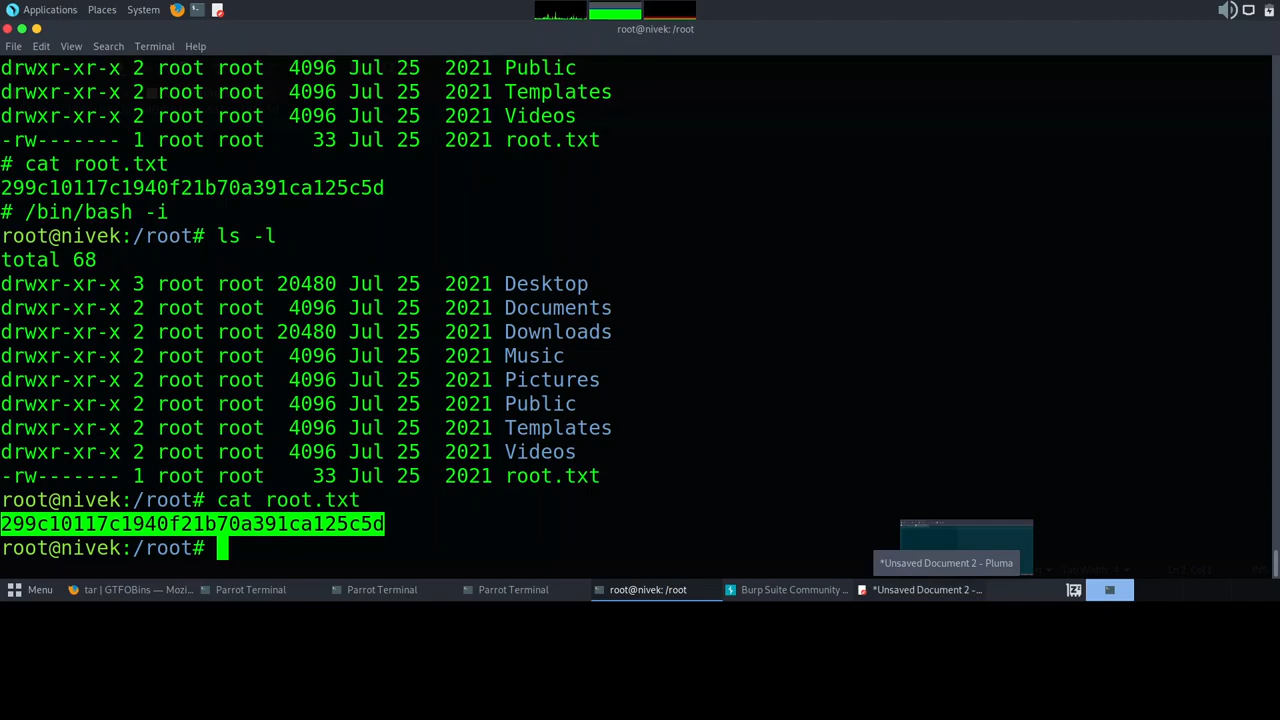 Applications Places System
root@nivek: /root
File Edit View Search Terminal Help
drwxr-xr-x 2 root root  4096 Jul 25  2021 Public
drwxr-xr-x 2 root root  4096 Jul 25  2021 Templates
drwxr-xr-x 2 root root  4096 Jul 25  2021 Videos
-rw------- 1 root root    33 Jul 25  2021 root.txt
# cat root.txt
299c10117c1940f21b70a391ca125c5d
# /bin/bash -i
root@nivek:/root# ls -l
total 68
drwxr-xr-x 3 root root 20480 Jul 25  2021 Desktop
drwxr-xr-x 2 root root  4096 Jul 25  2021 Documents
drwxr-xr-x 2 root root 20480 Jul 25  2021 Downloads
drwxr-xr-x 2 root root  4096 Jul 25  2021 Music
drwxr-xr-x 2 root root  4096 Jul 25  2021 Pictures
drwxr-xr-x 2 root root  4096 Jul 25  2021 Public
drwxr-xr-x 2 root root  4096 Jul 25  2021 Templates
drwxr-xr-x 2 root root  4096 Jul 25  2021 Videos
-rw------- 1 root root    33 Jul 25  2021 root.txt
root@nivek:/root# cat root.txt
299c10117c1940f21b70a391ca125c5d
root@nivek:/root#
*Unsaved Document 2 - Pluma
Menu tar | GTFOBins — Mozi... Parrot Terminal Parrot Terminal Parrot Terminal root@nivek: /root Burp Suite Community ... *Unsaved Document 2 -...